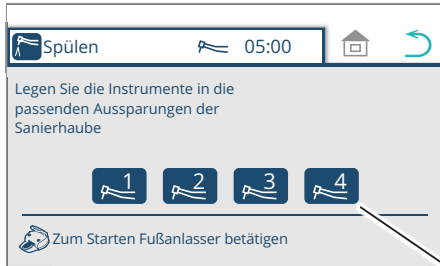 Spülen 05:00
Legen Sie die Instrumente in die
passenden Aussparungen der
Sanierhaube
1 2 3 4
Zum Starten Fußanlasser betätigen